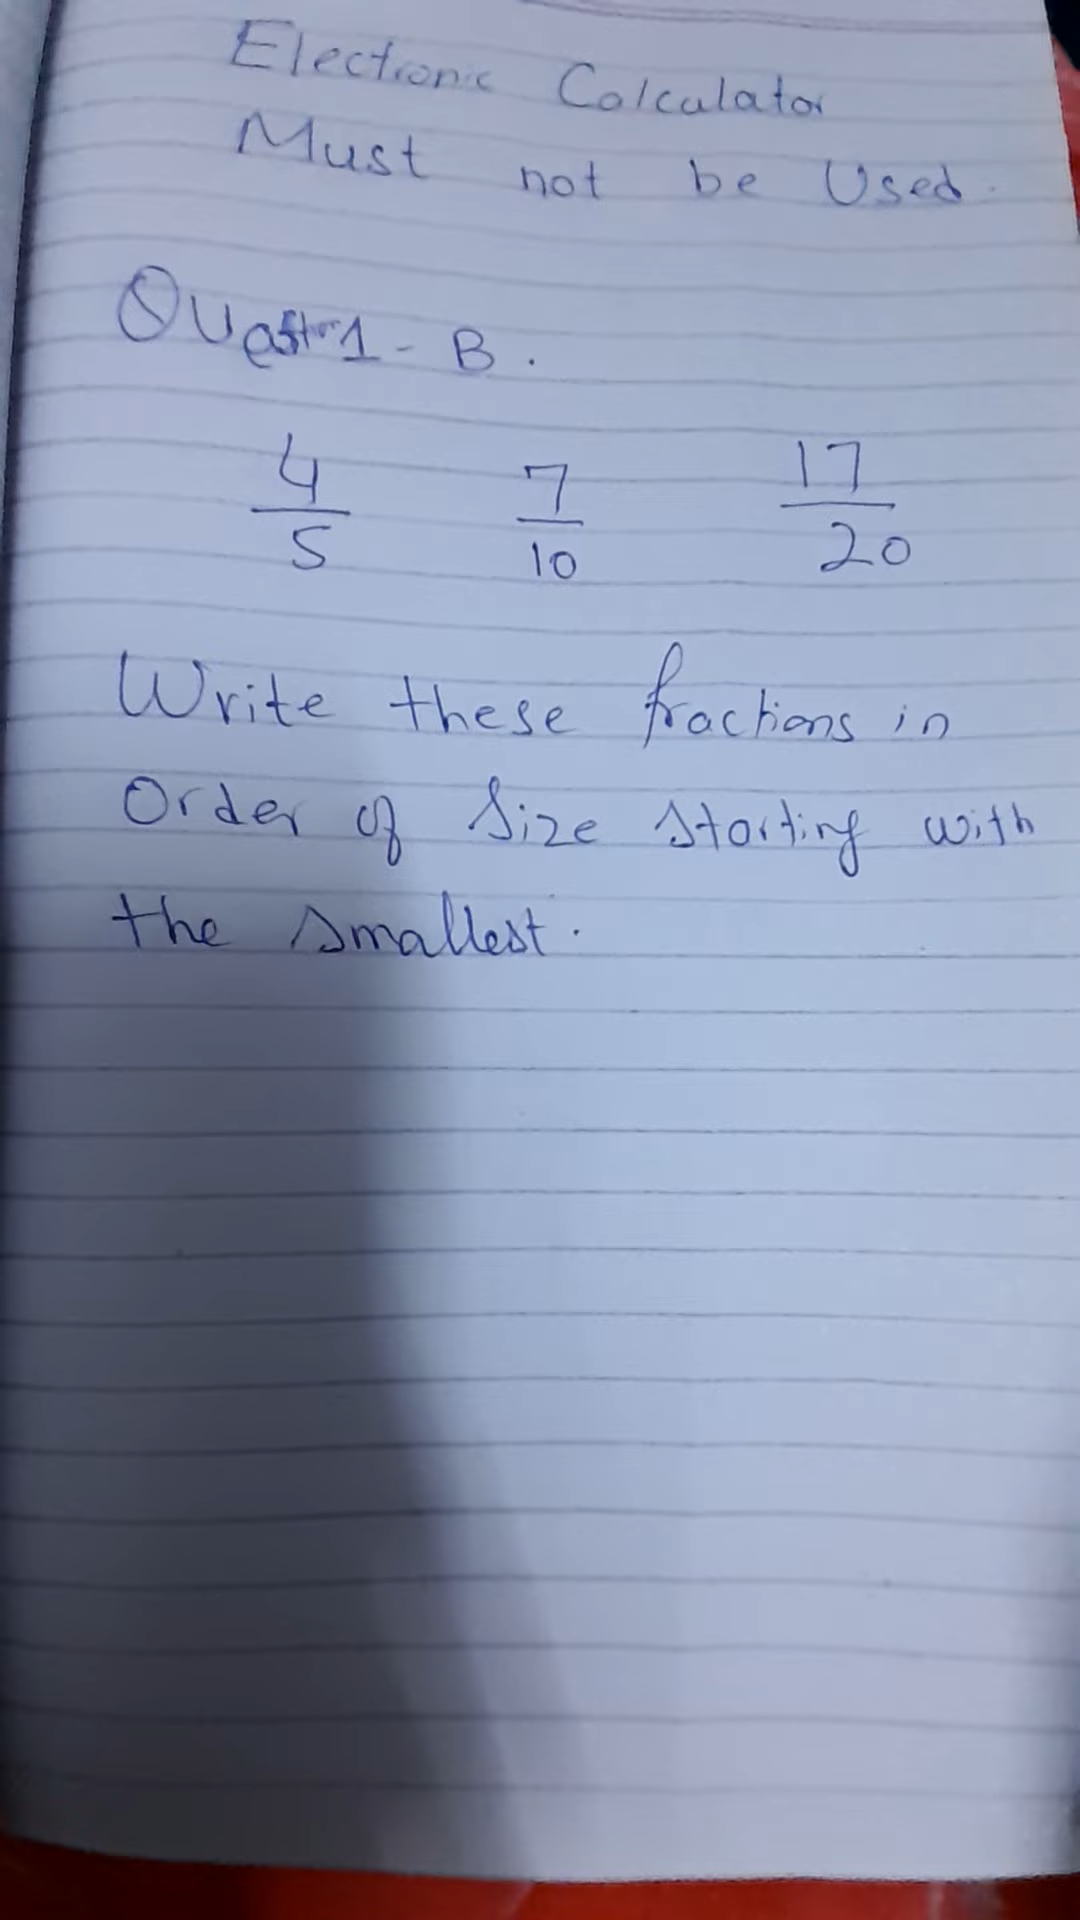 Electronic Calculator
Must not be Used.
Question 1 - B.
4/5 7/10 17/20
Write these fractions in
Order of Size starting with
the smallest.